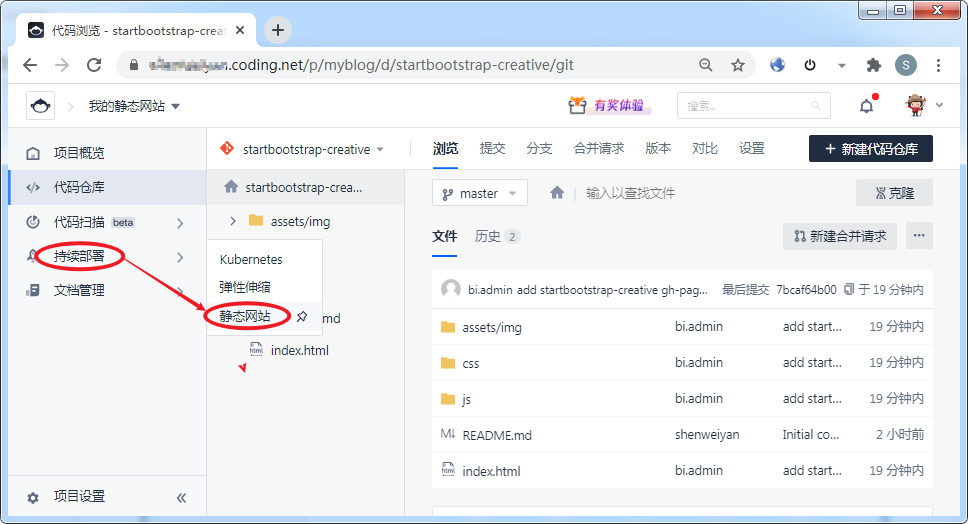 代码浏览 - startbootstrap-crea
.coding.net/p/myblog/d/startbootstrap-creative/git
S
我的静态网站
有奖体验
搜索...
项目概览
代码仓库
代码扫描 beta
持续部署
文档管理
项目设置
startbootstrap-creative
浏览 提交 分支 合并请求 版本 对比 设置
+ 新建代码仓库
startbootstrap-crea...
assets/img
Kubernetes
弹性伸缩
静态网站
md
index.html
master
输入以查找文件
克隆
文件 历史 2
新建合并请求
...
bi.admin add startbootstrap-creative gh-pag... 最后提交 7bcaf64b00 于 19 分钟内
assets/img bi.admin add start... 19 分钟内
css bi.admin add start... 19 分钟内
js bi.admin add start... 19 分钟内
README.md shenweiyan Initial co... 2 小时前
index.html bi.admin add start... 19 分钟内